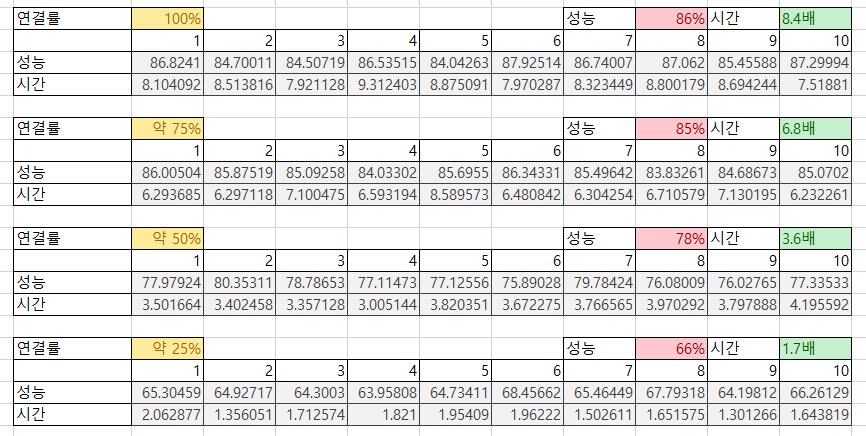 연결률 100% 성능 86% 시간 8.4배
1 2 3 4 5 6 7 8 9 10
성능 86.8241 84.70011 84.50719 86.53515 84.04263 87.92514 86.74007 87.062 85.45588 87.29994
시간 8.104092 8.513816 7.921128 9.312403 8.875091 7.970287 8.323449 8.800179 8.694244 7.51881
연결률 약 75% 성능 85% 시간 6.8배
1 2 3 4 5 6 7 8 9 10
성능 86.00504 85.87519 85.09258 84.03302 85.6955 86.34331 85.49642 83.83261 84.68673 85.0702
시간 6.293685 6.297118 7.100475 6.593194 8.589573 6.480842 6.304254 6.710579 7.130195 6.232261
연결률 약 50% 성능 78% 시간 3.6배
1 2 3 4 5 6 7 8 9 10
성능 77.97924 80.35311 78.78653 77.11473 77.12556 75.89028 79.78424 76.08009 76.02765 77.33533
시간 3.501664 3.402458 3.357128 3.005144 3.820351 3.672275 3.766565 3.970292 3.797888 4.195592
연결률 약 25% 성능 66% 시간 1.7배
1 2 3 4 5 6 7 8 9 10
성능 65.30459 64.92717 64.3003 63.95808 64.73411 68.45662 65.46449 67.79318 64.19812 66.26129
시간 2.062877 1.356051 1.712574 1.821 1.95409 1.96222 1.502611 1.651575 1.301266 1.643819